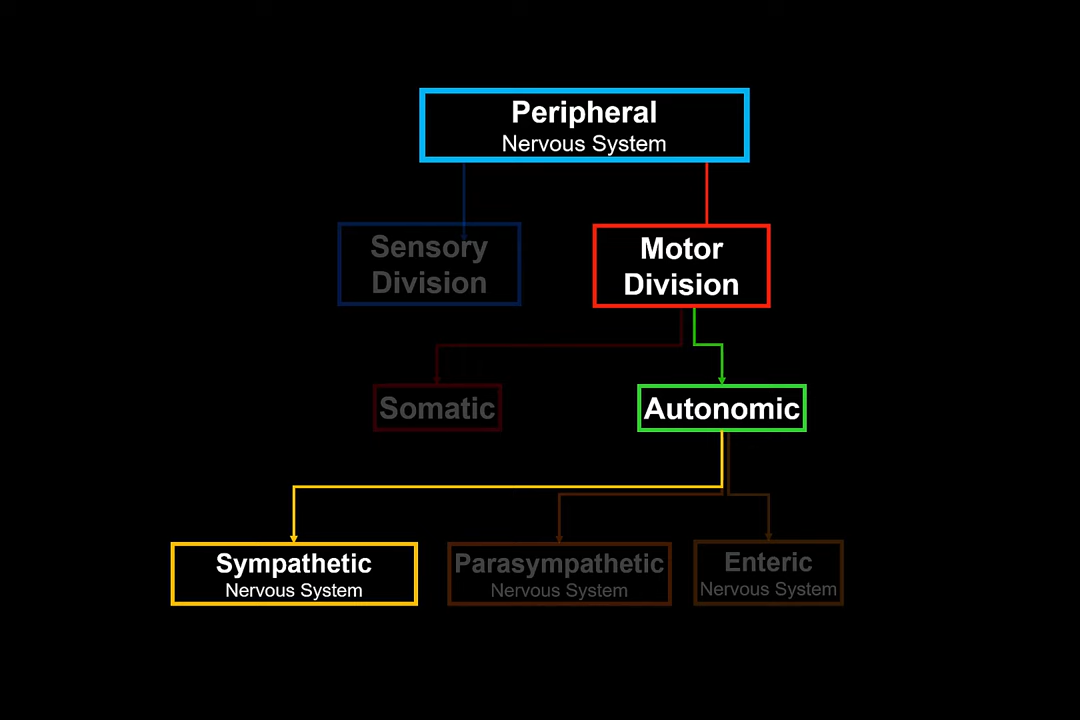 Peripheral
Nervous System
Sensory
Division
Motor
Division
Somatic
Autonomic
Sympathetic
Nervous System
Parasympathetic
Nervous System
Enteric
Nervous System